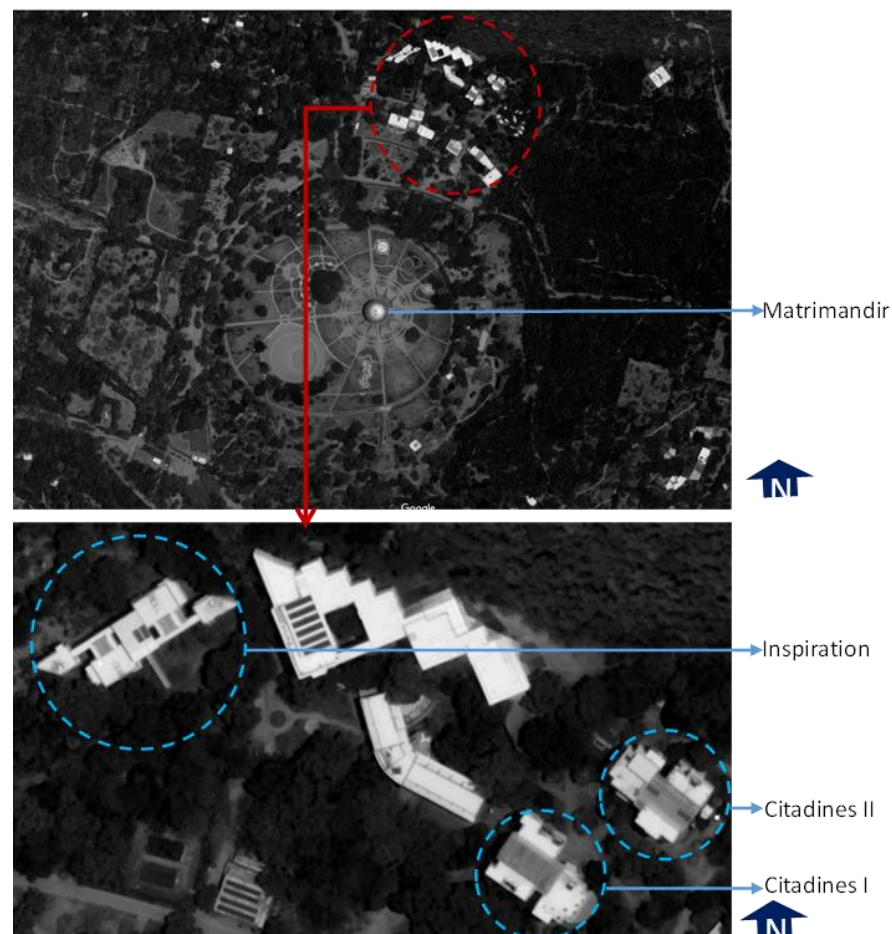 Matrimandir
N
Google
Inspiration
Citadines II
Citadines I
N